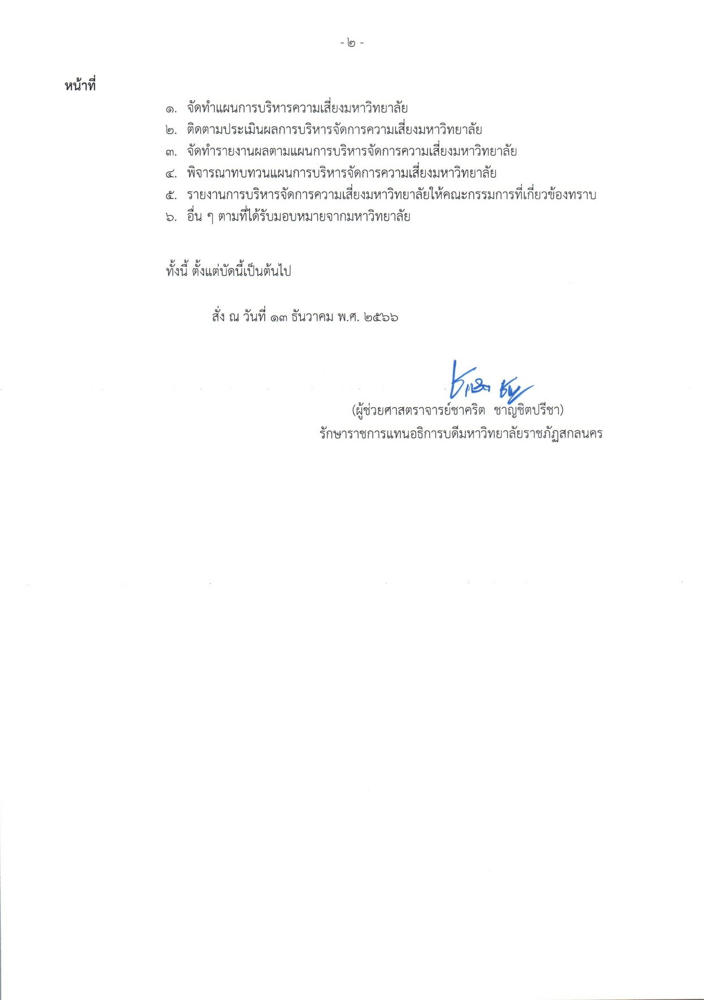 - ๒ -
หน้าที่
๑. จัดทำแผนการบริหารความเสี่ยงมหาวิทยาลัย
๒. ติดตามประเมินผลการบริหารจัดการความเสี่ยงมหาวิทยาลัย
๓. จัดทำรายงานผลตามแผนการบริหารจัดการความเสี่ยงมหาวิทยาลัย
๔. พิจารณาทบทวนแผนการบริหารจัดการความเสี่ยงมหาวิทยาลัย
๕. รายงานการบริหารจัดการความเสี่ยงมหาวิทยาลัยให้คณะกรรมการที่เกี่ยวข้องทราบ
๖. อื่น ๆ ตามที่ได้รับมอบหมายจากมหาวิทยาลัย
ทั้งนี้ ตั้งแต่บัดนี้เป็นต้นไป
สั่ง ณ วันที่ ๑๓ ธันวาคม พ.ศ. ๒๕๖๖
(ผู้ช่วยศาสตราจารย์ชาคริต ชาญชิตปรีชา)
รักษาราชการแทนอธิการบดีมหาวิทยาลัยราชภัฏสกลนคร